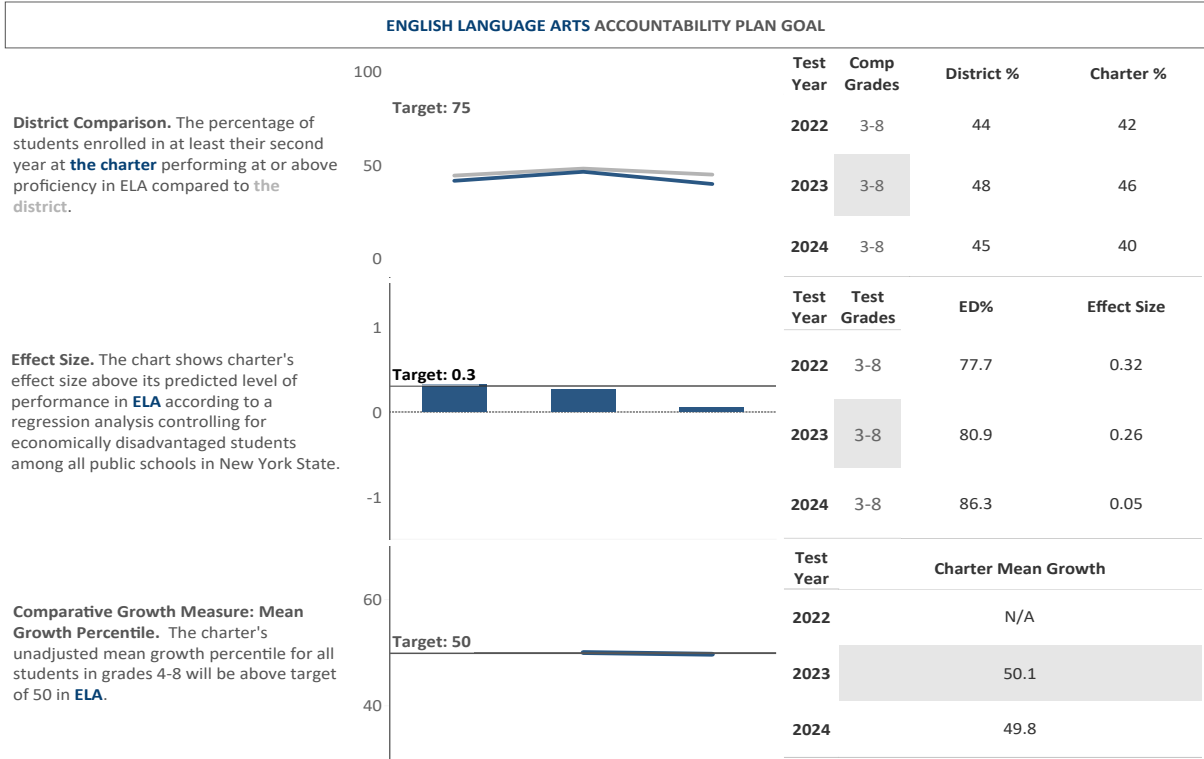 ENGLISH LANGUAGE ARTS ACCOUNTABILITY PLAN GOAL
District Comparison. The percentage of
students enrolled in at least their second
year at the charter performing at or above
proficiency in ELA compared to the
district.
100
Target: 75
50
0
Test Year Comp Grades District % Charter %
2022 3-8 44 42
2023 3-8 48 46
2024 3-8 45 40
Effect Size. The chart shows charter's
effect size above its predicted level of
performance in ELA according to a
regression analysis controlling for
economically disadvantaged students
among all public schools in New York State.
1
Target: 0.3
0
-1
Test Year Test Grades ED% Effect Size
2022 3-8 77.7 0.32
2023 3-8 80.9 0.26
2024 3-8 86.3 0.05
Comparative Growth Measure: Mean
Growth Percentile. The charter's
unadjusted mean growth percentile for all
students in grades 4-8 will be above target
of 50 in ELA.
60
Target: 50
40
Test Year Charter Mean Growth
2022 N/A
2023 50.1
2024 49.8